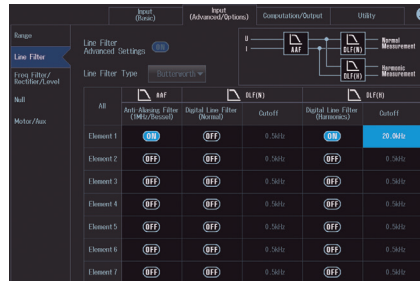 Input (Basic)
Input (Advanced/Options)
Computation/Output
Utility
Range
Line Filter
Freq Filter/
Rectifier/Level
Null
Motor/Aux
Line Filter
Advanced Settings
ON
Line Filter Type
Butterworth
U
I
AAF
DLF(N)
Normal
Measurement
DLF(H)
Harmonic
Measurement
All
AAF
DLF(N)
DLF(H)
Anti-Aliasing Filter
(1MHz/Bessel)
Digital Line Filter
(Normal)
Cutoff
Digital Line Filter
(Harmonics)
Cutoff
Element 1
ON
OFF
0.5kHz
ON
20.0kHz
Element 2
OFF
OFF
0.5kHz
OFF
0.5kHz
Element 3
OFF
OFF
0.5kHz
OFF
0.5kHz
Element 4
OFF
OFF
0.5kHz
OFF
0.5kHz
Element 5
OFF
OFF
0.5kHz
OFF
0.5kHz
Element 6
OFF
OFF
0.5kHz
OFF
0.5kHz
Element 7
OFF
OFF
0.5kHz
OFF
0.5kHz